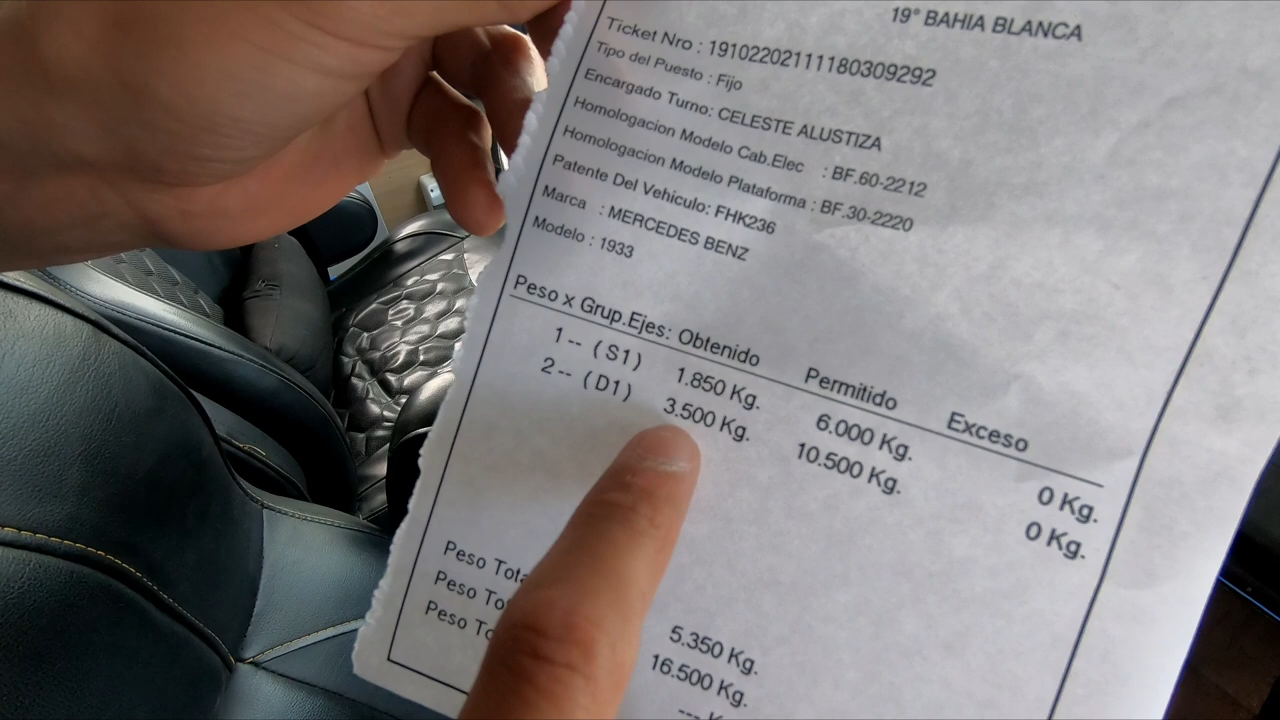 19° BAHIA BLANCA
Ticket Nro : 19102202111180309292
Tipo del Puesto : Fijo
Encargado Turno: CELESTE ALUSTIZA
Homologacion Modelo Cab.Elec : BF.60-2212
Homologacion Modelo Plataforma : BF.30-2220
Patente Del Vehiculo: FHK236
Marca : MERCEDES BENZ
Modelo : 1933
Peso x Grup.Ejes: Obtenido Permitido Exceso
1 -- (S1) 1.850 Kg. 6.000 Kg. 0 Kg.
2 -- (D1) 3.500 Kg. 10.500 Kg. 0 Kg.
Peso 5.350 Kg.
Peso 16.500 Kg.
Peso ---